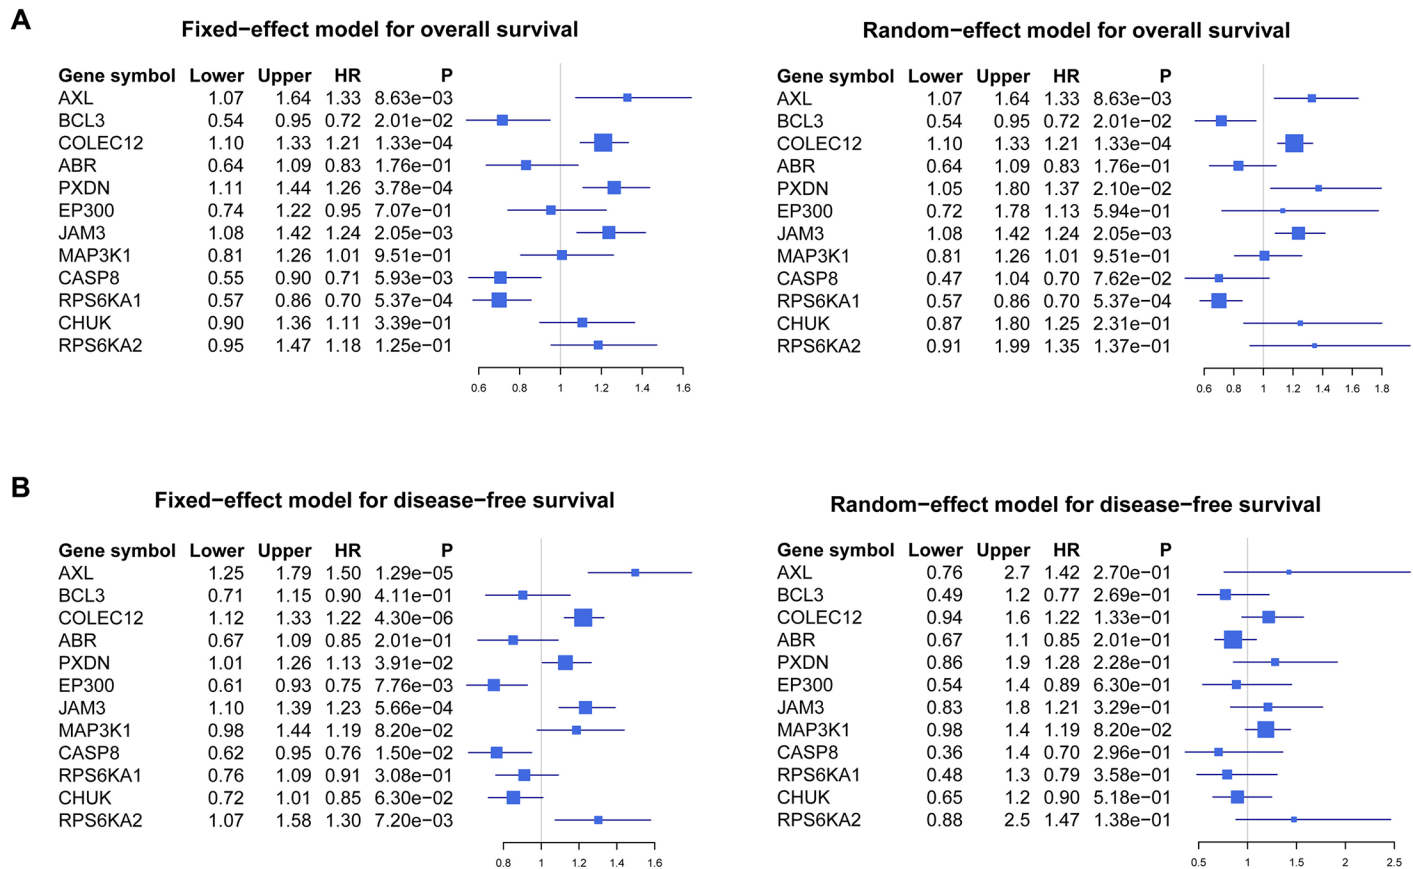 A
Fixed−effect model for overall survival
Gene symbol Lower Upper HR P
AXL 1.07 1.64 1.33 8.63e−03
BCL3 0.54 0.95 0.72 2.01e−02
COLEC12 1.10 1.33 1.21 1.33e−04
ABR 0.64 1.09 0.83 1.76e−01
PXDN 1.11 1.44 1.26 3.78e−04
EP300 0.74 1.22 0.95 7.07e−01
JAM3 1.08 1.42 1.24 2.05e−03
MAP3K1 0.81 1.26 1.01 9.51e−01
CASP8 0.55 0.90 0.71 5.93e−03
RPS6KA1 0.57 0.86 0.70 5.37e−04
CHUK 0.90 1.36 1.11 3.39e−01
RPS6KA2 0.95 1.47 1.18 1.25e−01
0.6 0.8 1 1.2 1.4 1.6
Random−effect model for overall survival
Gene symbol Lower Upper HR P
AXL 1.07 1.64 1.33 8.63e−03
BCL3 0.54 0.95 0.72 2.01e−02
COLEC12 1.10 1.33 1.21 1.33e−04
ABR 0.64 1.09 0.83 1.76e−01
PXDN 1.05 1.80 1.37 2.10e−02
EP300 0.72 1.78 1.13 5.94e−01
JAM3 1.08 1.42 1.24 2.05e−03
MAP3K1 0.81 1.26 1.01 9.51e−01
CASP8 0.47 1.04 0.70 7.62e−02
RPS6KA1 0.57 0.86 0.70 5.37e−04
CHUK 0.87 1.80 1.25 2.31e−01
RPS6KA2 0.91 1.99 1.35 1.37e−01
0.6 0.8 1 1.2 1.4 1.6 1.8
B
Fixed−effect model for disease−free survival
Gene symbol Lower Upper HR P
AXL 1.25 1.79 1.50 1.29e−05
BCL3 0.71 1.15 0.90 4.11e−01
COLEC12 1.12 1.33 1.22 4.30e−06
ABR 0.67 1.09 0.85 2.01e−01
PXDN 1.01 1.26 1.13 3.91e−02
EP300 0.61 0.93 0.75 7.76e−03
JAM3 1.10 1.39 1.23 5.66e−04
MAP3K1 0.98 1.44 1.19 8.20e−02
CASP8 0.62 0.95 0.76 1.50e−02
RPS6KA1 0.76 1.09 0.91 3.08e−01
CHUK 0.72 1.01 0.85 6.30e−02
RPS6KA2 1.07 1.58 1.30 7.20e−03
0.8 1 1.2 1.4 1.6
Random−effect model for disease−free survival
Gene symbol Lower Upper HR P
AXL 0.76 2.7 1.42 2.70e−01
BCL3 0.49 1.2 0.77 2.69e−01
COLEC12 0.94 1.6 1.22 1.33e−01
ABR 0.67 1.1 0.85 2.01e−01
PXDN 0.86 1.9 1.28 2.28e−01
EP300 0.54 1.4 0.89 6.30e−01
JAM3 0.83 1.8 1.21 3.29e−01
MAP3K1 0.98 1.4 1.19 8.20e−02
CASP8 0.36 1.4 0.70 2.96e−01
RPS6KA1 0.48 1.3 0.79 3.58e−01
CHUK 0.65 1.2 0.90 5.18e−01
RPS6KA2 0.88 2.5 1.47 1.38e−01
0.5 1 1.5 2 2.5